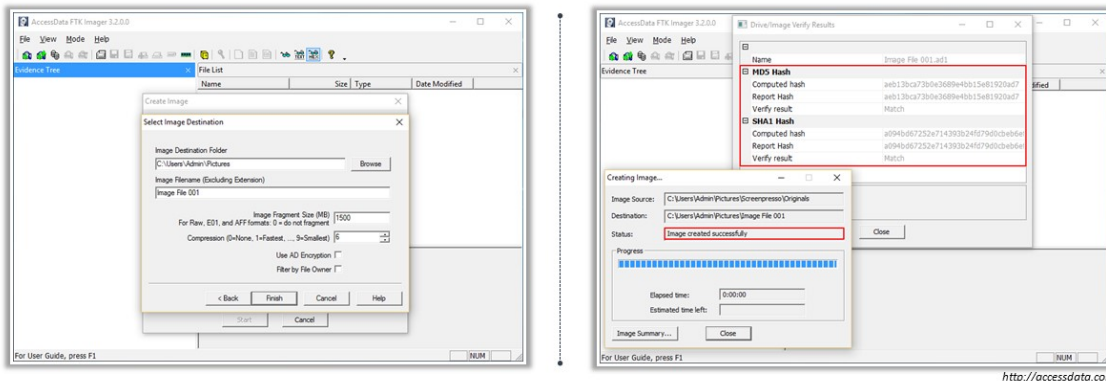 AccessData FTK Imager 3.2.0.0
File View Mode Help
Evidence Tree
File List
Name Size Type Date Modified
Create Image
Select Image Destination
Image Destination Folder
C:\Users\Admin\Pictures
Browse
Image Filename (Excluding Extension)
Image File 001
Image Fragment Size (MB)
For Raw, E01, and AFF formats: 0 = do not fragment
1500
Compression (0=None, 1=Fastest, ..., 9=Smallest) 6
Use AD Encryption
Filter by File Owner
< Back Finish Cancel Help
Start Cancel
For User Guide, press F1
NUM
AccessData FTK Imager 3.2.0.0
File View Mode Help
Evidence Tree
Drive/Image Verify Results
Name Image File 001.ad1
MD5 Hash
Computed hash aeb13bca73b0e3689e4bb15e81920ad7
Report Hash aeb13bca73b0e3689e4bb15e81920ad7
Verify result Match
SHA1 Hash
Computed hash a094bd67252e714393b24fd79d0cbeb6e
Report Hash a094bd67252e714393b24fd79d0cbeb6e
Verify result Match
Close
Creating Image...
Image Source: C:\Users\Admin\Pictures\Screenpresso\Originals
Destination: C:\Users\Admin\Pictures\Image File 001
Status: Image created successfully
Progress
Elapsed time: 0:00:00
Estimated time left:
Image Summary... Close
For User Guide, press F1
NUM
http://accessdata.co